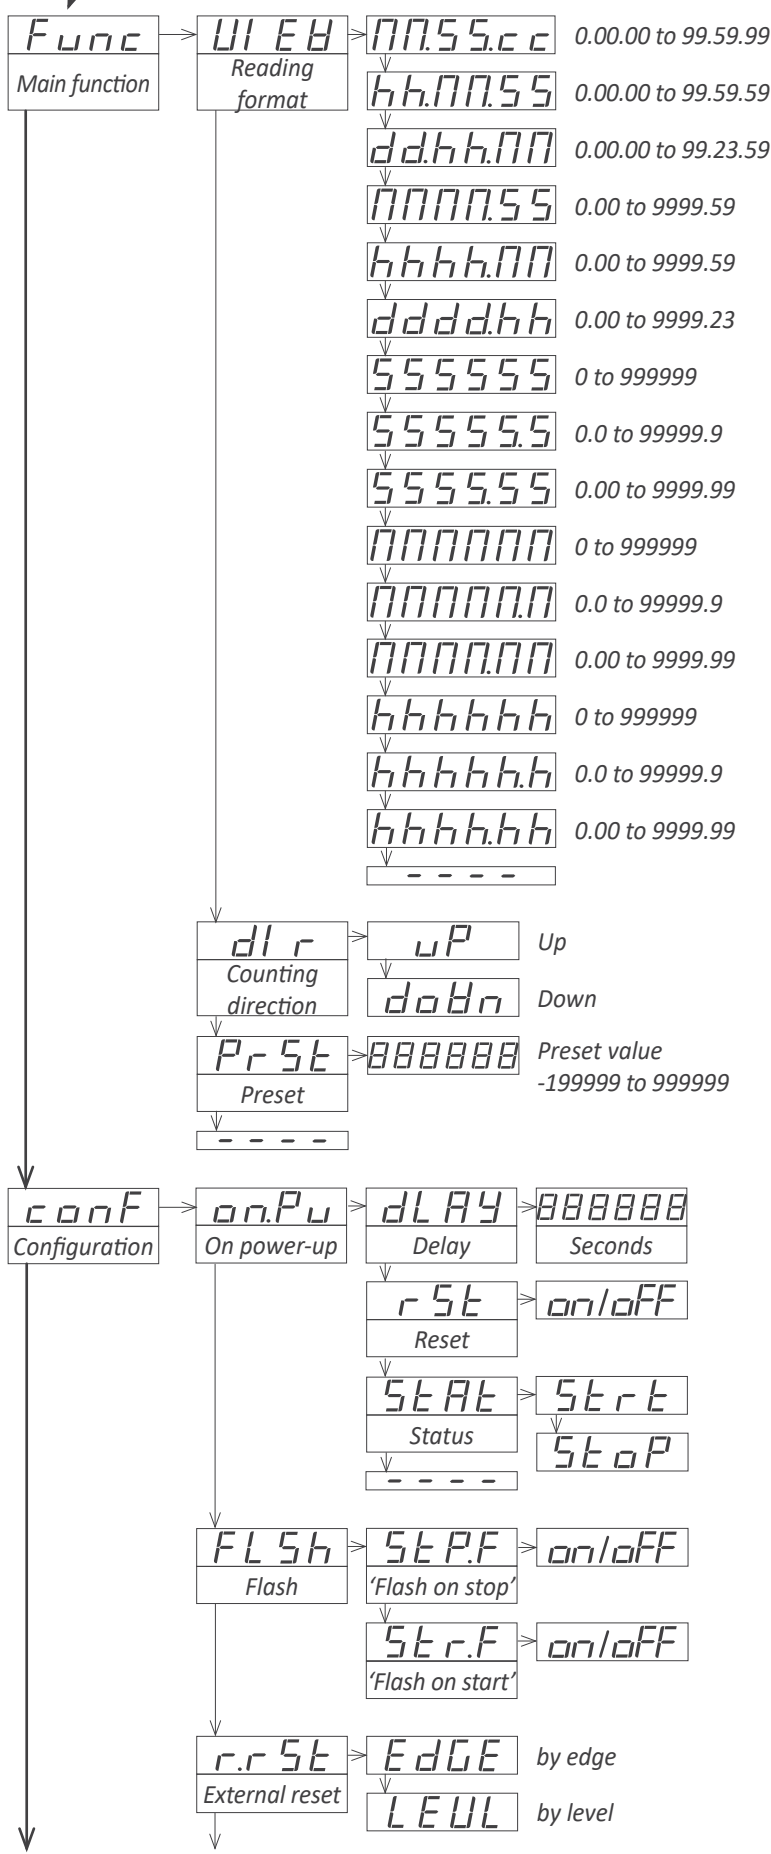 Func
Main function
VIEW
Reading
format
MM.SS.cc 0.00.00 to 99.59.99
hh.MM.SS 0.00.00 to 99.59.59
dd.hh.MM 0.00.00 to 99.23.59
MMMM.SS 0.00 to 9999.59
hhhh.MM 0.00 to 9999.59
dddd.hh 0.00 to 9999.23
SSSSSS 0 to 999999
SSSSS.S 0.0 to 99999.9
SSSS.SS 0.00 to 9999.99
MMMMMM 0 to 999999
MMMMM.M 0.0 to 99999.9
MMMM.MM 0.00 to 9999.99
hhhhhh 0 to 999999
hhhhh.h 0.0 to 99999.9
hhhh.hh 0.00 to 9999.99
- - - -
dIr
Counting
direction
uP Up
doWn Down
PrSt
Preset
888888 Preset value
-199999 to 999999
- - - -
conF
Configuration
on.Pu
On power-up
dLAY
Delay
888888
Seconds
rSt
Reset
on/oFF
StAt
Status
Strt
StoP
- - - -
FLSh
Flash
StP.F
‘Flash on stop’
on/oFF
Str.F
‘Flash on start’
on/oFF
r.rSt
External reset
EdGE by edge
LEVL by level